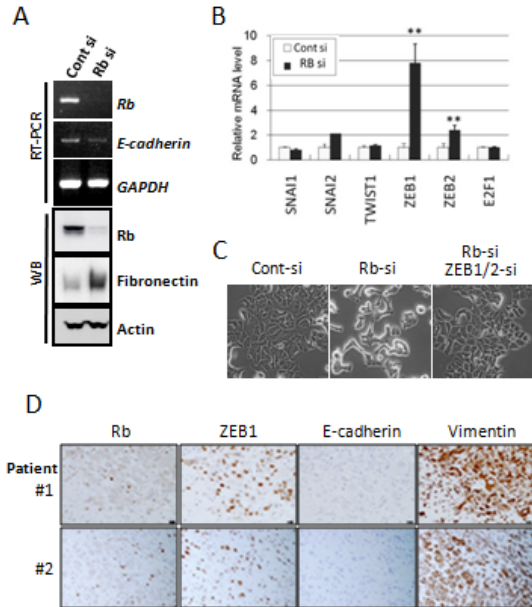 A
Cont si
Rb si
RT-PCR
Rb
E-cadherin
GAPDH
WB
Rb
Fibronectin
Actin
B
Relative mRNA level
10
8
6
4
2
0
Cont si
RB si
**
**
SNAI1
SNAI2
TWIST1
ZEB1
ZEB2
E2F1
C
Cont-si
Rb-si
Rb-si
ZEB1/2-si
D
Rb
ZEB1
E-cadherin
Vimentin
Patient
#1
#2